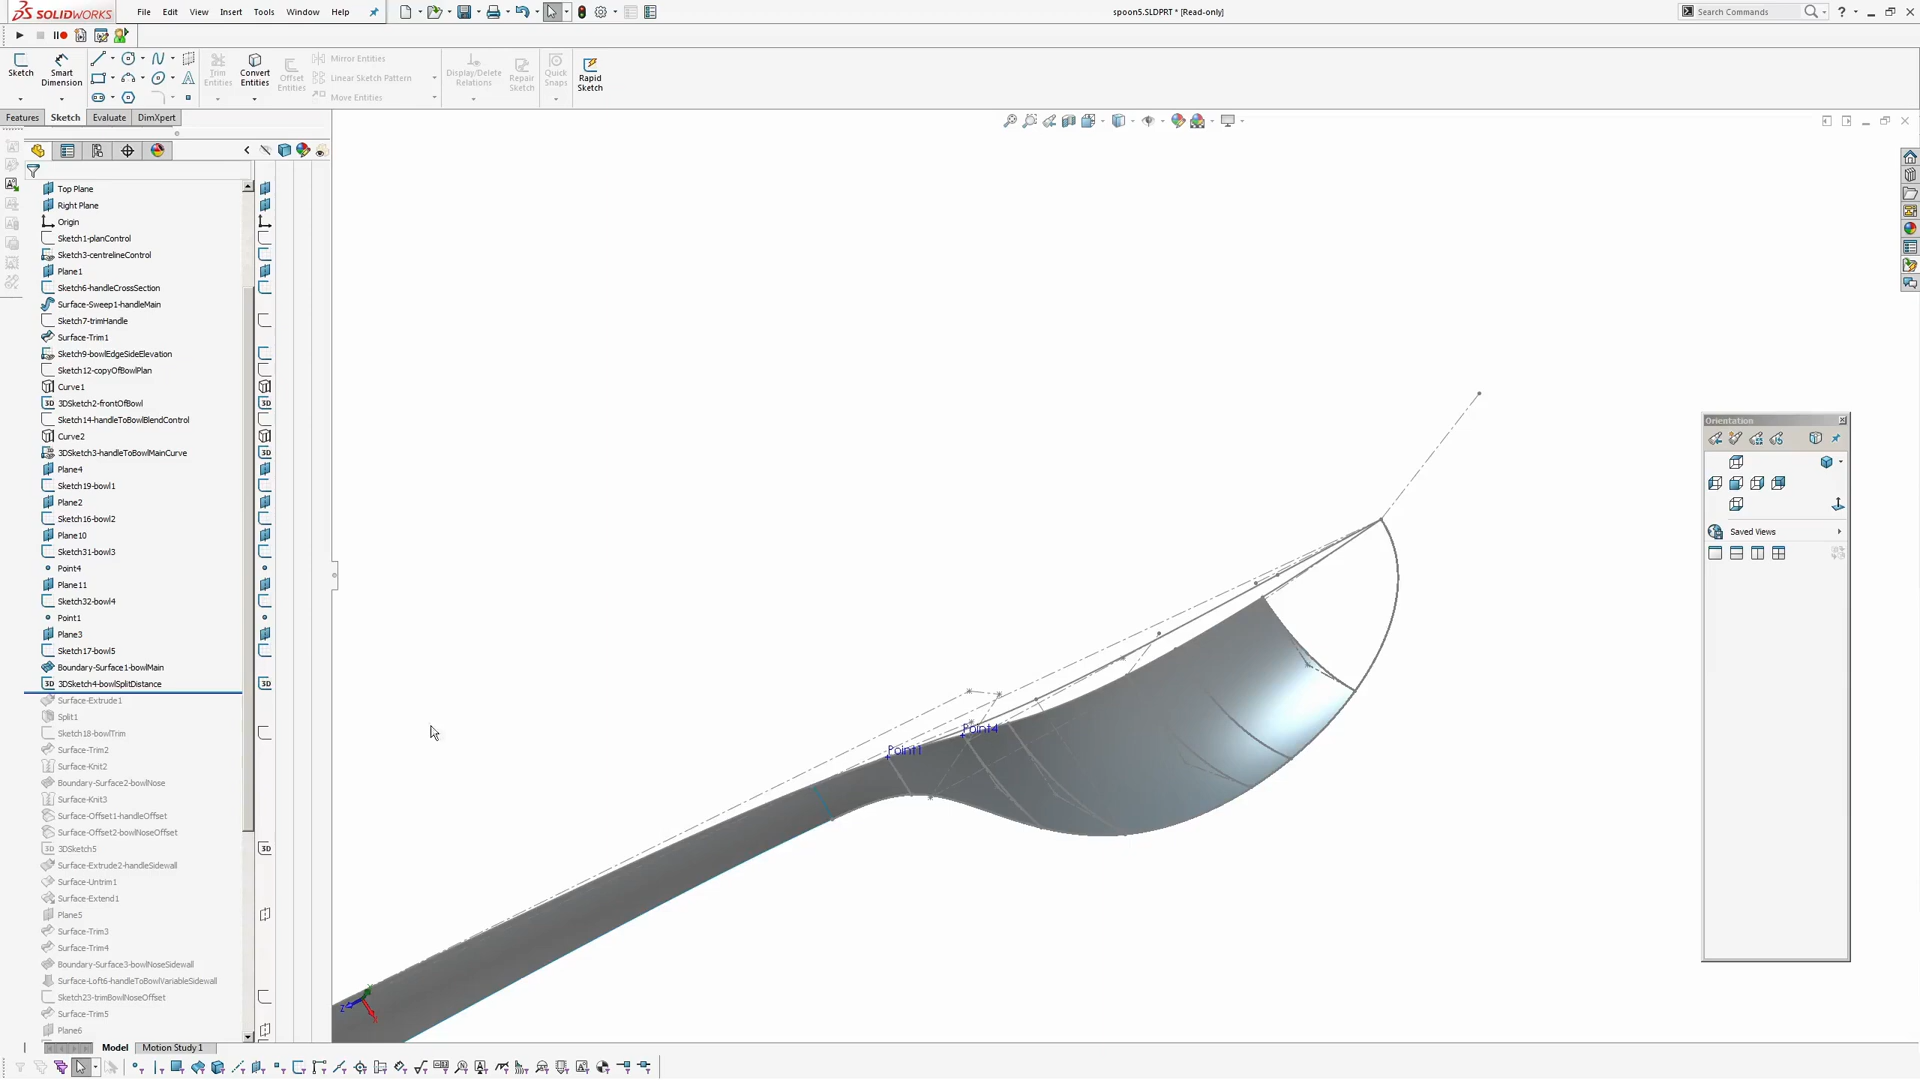 SOLIDWORKS
File Edit View Insert Tools Window Help
spoon5.SLDPRT * [Read-only]
Search Commands
Sketch
Smart Dimension
Trim Entities
Convert Entities
Offset Entities
Mirror Entities
Linear Sketch Pattern
Move Entities
Display/Delete Relations
Repair Sketch
Quick Snaps
Rapid Sketch
Features Sketch Evaluate DimXpert
Top Plane
Right Plane
Origin
Sketch1-planControl
Sketch3-centrelineControl
Plane1
Sketch6-handleCrossSection
Surface-Sweep1-handleMain
Sketch7-trimHandle
Surface-Trim1
Sketch9-bowlEdgeSideElevation
Sketch12-copyOfBowlPlan
Curve1
3DSketch2-frontOfBowl
Sketch14-handleToBowlBlendControl
Curve2
3DSketch3-handleToBowlMainCurve
Plane4
Sketch19-bowl1
Plane2
Sketch16-bowl2
Plane10
Sketch31-bowl3
Point4
Plane11
Sketch32-bowl4
Point1
Plane3
Sketch17-bowl5
Boundary-Surface1-bowlMain
3DSketch4-bowlSplitDistance
Surface-Extrude1
Split1
Sketch18-bowlTrim
Surface-Trim2
Surface-Knit2
Boundary-Surface2-bowlNose
Surface-Knit3
Surface-Offset1-handleOffset
Surface-Offset2-bowlNoseOffset
3DSketch5
Surface-Extrude2-handleSidewall
Surface-Untrim1
Surface-Extend1
Plane5
Surface-Trim3
Surface-Trim4
Boundary-Surface3-bowlNoseSidewall
Surface-Loft6-handleToBowlVariableSidewall
Sketch23-trimBowlNoseOffset
Surface-Trim5
Plane6
Point4
Point1
Orientation
Saved Views
Model Motion Study 1